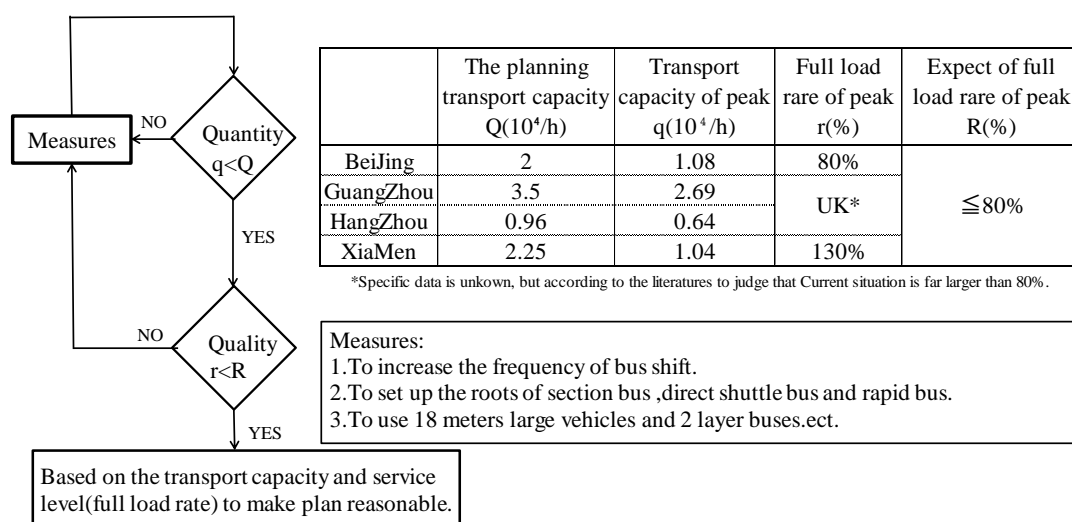 Measures
NO
Quantity
q<Q
YES
NO
Quality
r<R
YES
Based on the transport capacity and service
level(full load rate) to make plan reasonable.
The planning transport capacity Q(10⁴/h) Transport capacity of peak q(10⁴/h) Full load rare of peak r(%) Expect of full load rare of peak R(%)
BeiJing 2 1.08 80%
GuangZhou 3.5 2.69
UK* ≦80%
HangZhou 0.96 0.64
XiaMen 2.25 1.04 130%
*Specific data is unkown, but according to the literatures to judge that Current situation is far larger than 80%.
Measures:
1.To increase the frequency of bus shift.
2.To set up the roots of section bus ,direct shuttle bus and rapid bus.
3.To use 18 meters large vehicles and 2 layer buses.ect.